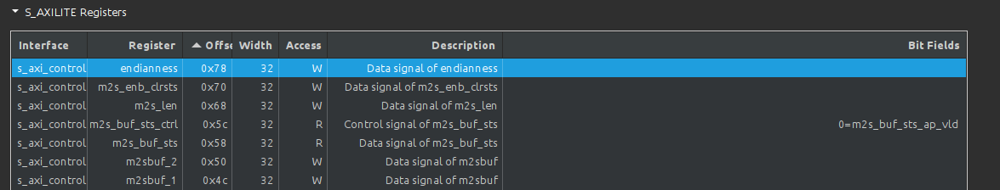 S_AXILITE Registers
Interface Register Offse Width Access Description Bit Fields
s_axi_control endianness 0x78 32 W Data signal of endianness
s_axi_control m2s_enb_clrsts 0x70 32 W Data signal of m2s_enb_clrsts
s_axi_control m2s_len 0x68 32 W Data signal of m2s_len
s_axi_control m2s_buf_sts_ctrl 0x5c 32 R Control signal of m2s_buf_sts 0=m2s_buf_sts_ap_vld
s_axi_control m2s_buf_sts 0x58 32 R Data signal of m2s_buf_sts
s_axi_control m2sbuf_2 0x50 32 W Data signal of m2sbuf
s_axi_control m2sbuf_1 0x4c 32 W Data signal of m2sbuf